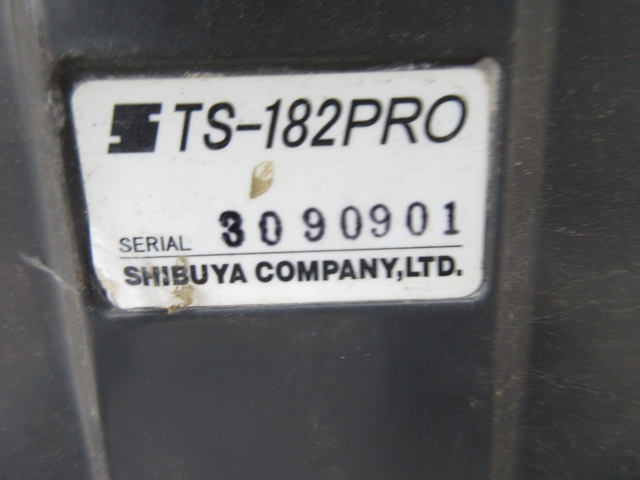 TS-182PRO
SERIAL 3090901
SHIBUYA COMPANY,LTD.